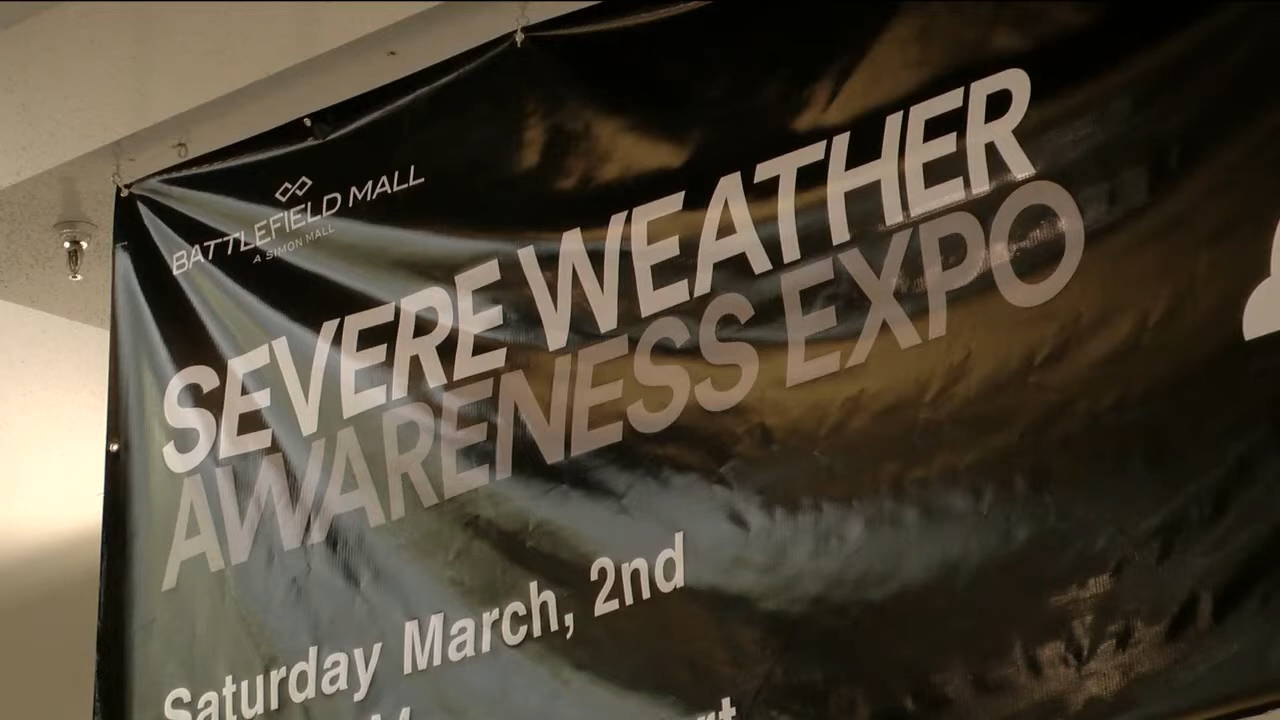 BATTLEFIELD MALL
A SIMON MALL
SEVERE WEATHER
AWARENESS EXPO
Saturday March, 2nd